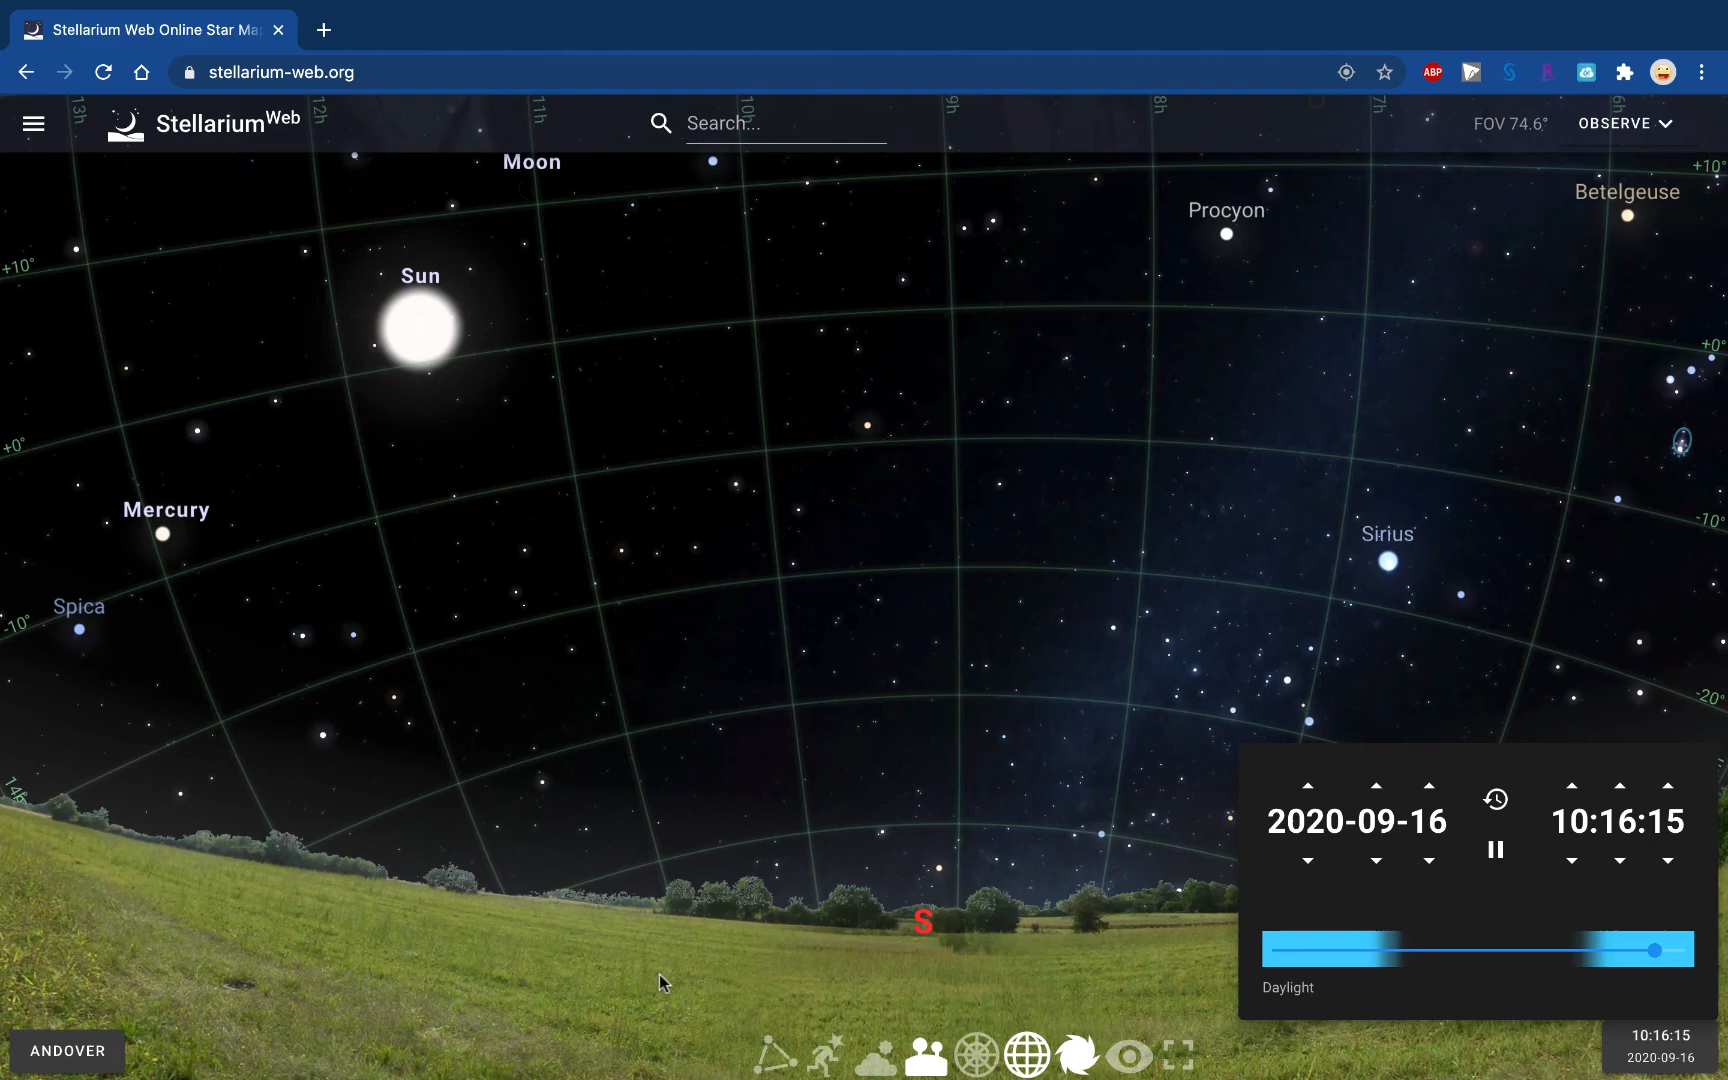 Stellarium Web Online Star Ma
stellarium-web.org
ABP
13h
12h
11h
10h
9h
8h
7h
6h
StellariumWeb
Search...
FOV 74.6°
OBSERVE
Moon
+10°
Betelgeuse
Procyon
+10°
Sun
+0°
+0°
Mercury
-10°
Sirius
Spica
-10°
-20°
14h
2020-09-16
10:16:15
S
Daylight
ANDOVER
10:16:15
2020-09-16